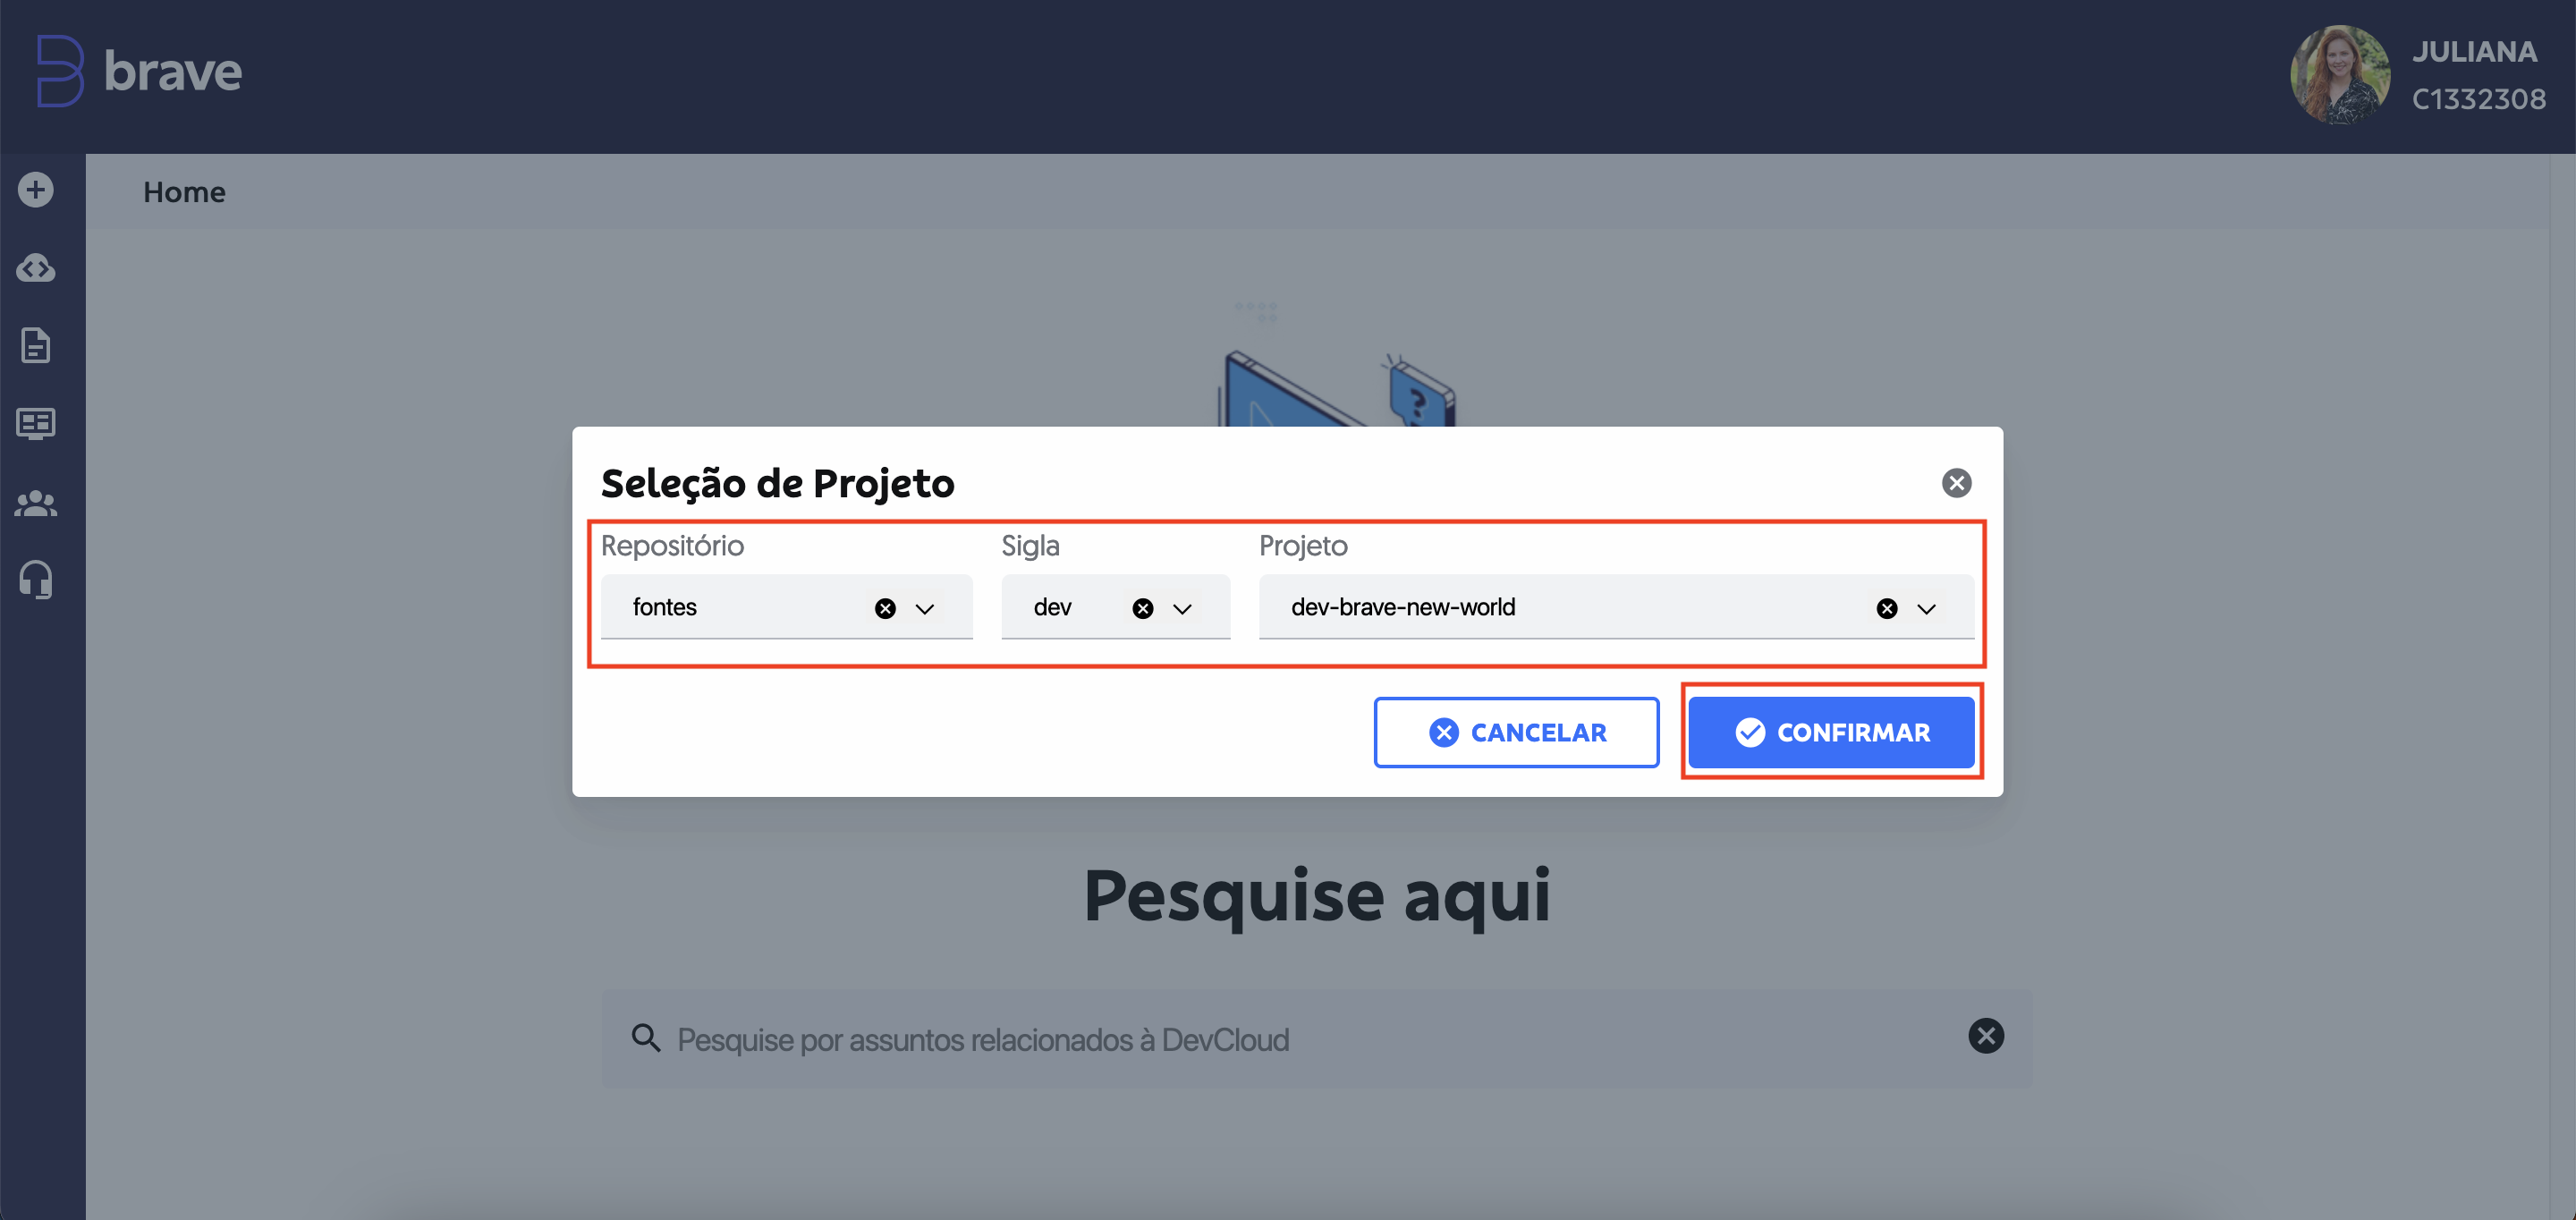 brave
JULIANA
C1332308
Home
?
Seleção de Projeto
Repositório
Sigla
Projeto
fontes
dev
dev-brave-new-world
CANCELAR
CONFIRMAR
Pesquise aqui
Pesquise por assuntos relacionados à DevCloud